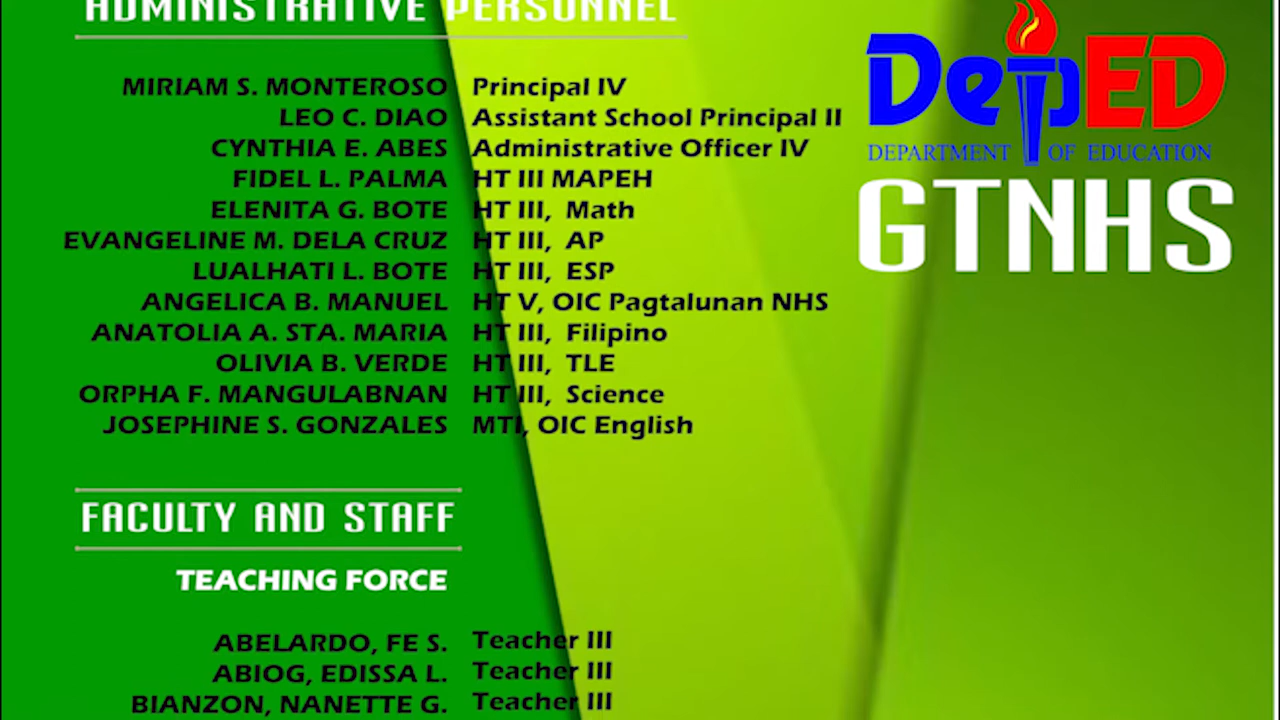 ADMINISTRATIVE PERSONNEL
MIRIAM S. MONTEROSO Principal IV
LEO C. DIAO Assistant School Principal II
CYNTHIA E. ABES Administrative Officer IV
FIDEL L. PALMA HT III MAPEH
ELENITA G. BOTE HT III, Math
EVANGELINE M. DELA CRUZ HT III, AP
LUALHATI L. BOTE HT III, ESP
ANGELICA B. MANUEL HT V, OIC Pagtalunan NHS
ANATOLIA A. STA. MARIA HT III, Filipino
OLIVIA B. VERDE HT III, TLE
ORPHA F. MANGULABNAN HT III, Science
JOSEPHINE S. GONZALES MTI, OIC English
FACULTY AND STAFF
TEACHING FORCE
ABELARDO, FE S. Teacher III
ABIOG, EDISSA L. Teacher III
BIANZON, NANETTE G. Teacher III
DepED
DEPARTMENT OF EDUCATION
GTNHS